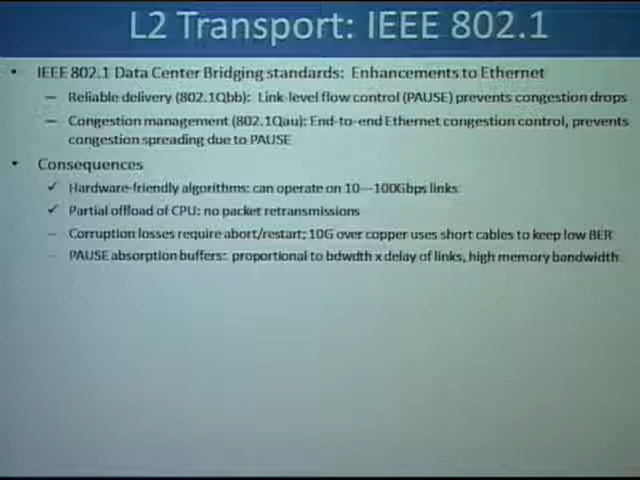 L2 Transport: IEEE 802.1
• IEEE 802.1 Data Center Bridging standards: Enhancements to Ethernet
– Reliable delivery (802.1Qbb): Link-level flow control (PAUSE) prevents congestion drops
– Congestion management (802.1Qau): End-to-end Ethernet congestion control, prevents
congestion spreading due to PAUSE
• Consequences
✓ Hardware-friendly algorithms: can operate on 10—100Gbps links
✓ Partial offload of CPU: no packet retransmissions
– Corruption losses require abort/restart; 10G over copper uses short cables to keep low BER
– PAUSE absorption buffers: proportional to bdwdth x delay of links, high memory bandwidth